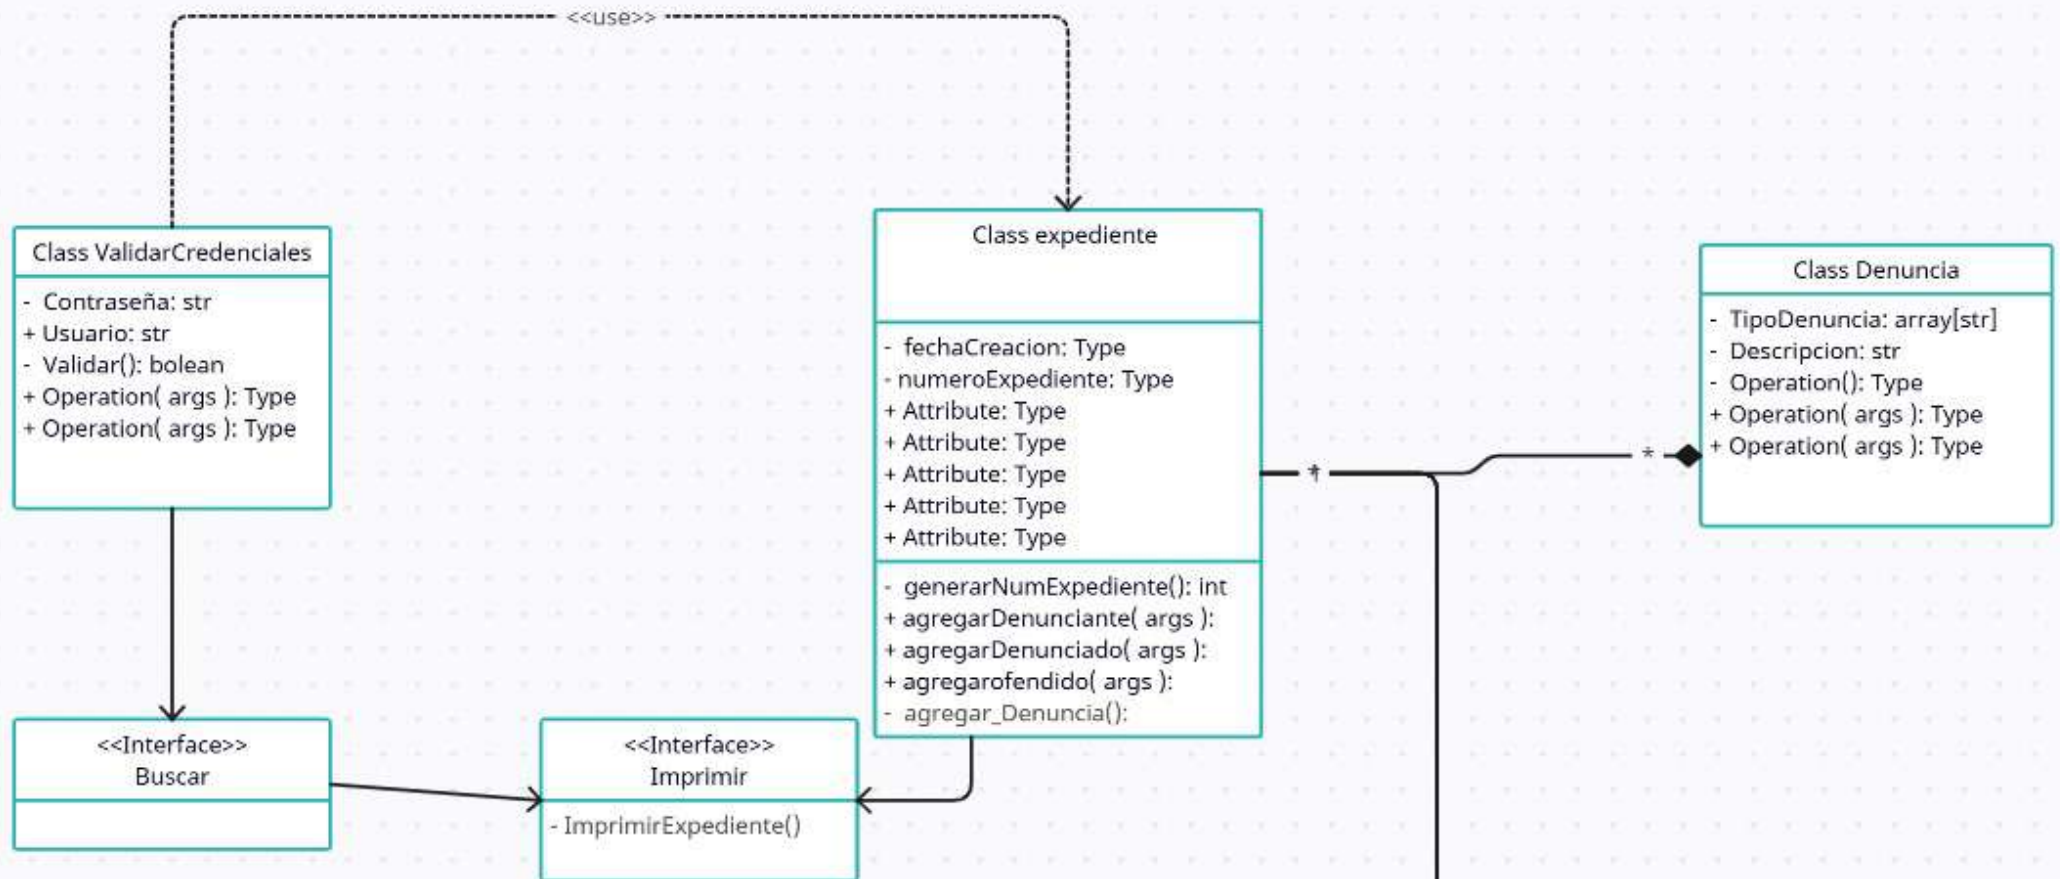 <<use>>
Class ValidarCredenciales
- Contraseña: str
+ Usuario: str
- Validar(): bolean
+ Operation( args ): Type
+ Operation( args ): Type
Class expediente
- fechaCreacion: Type
- numeroExpediente: Type
+ Attribute: Type
+ Attribute: Type
+ Attribute: Type
+ Attribute: Type
+ Attribute: Type
- generarNumExpediente(): int
+ agregarDenunciante( args ):
+ agregarDenunciado( args ):
+ agregarofendido( args ):
- agregar_Denuncia():
*
Class Denuncia
- TipoDenuncia: array[str]
- Descripcion: str
- Operation(): Type
+ Operation( args ): Type
+ Operation( args ): Type
<<Interface>>
Buscar
<<Interface>>
Imprimir
- ImprimirExpediente()